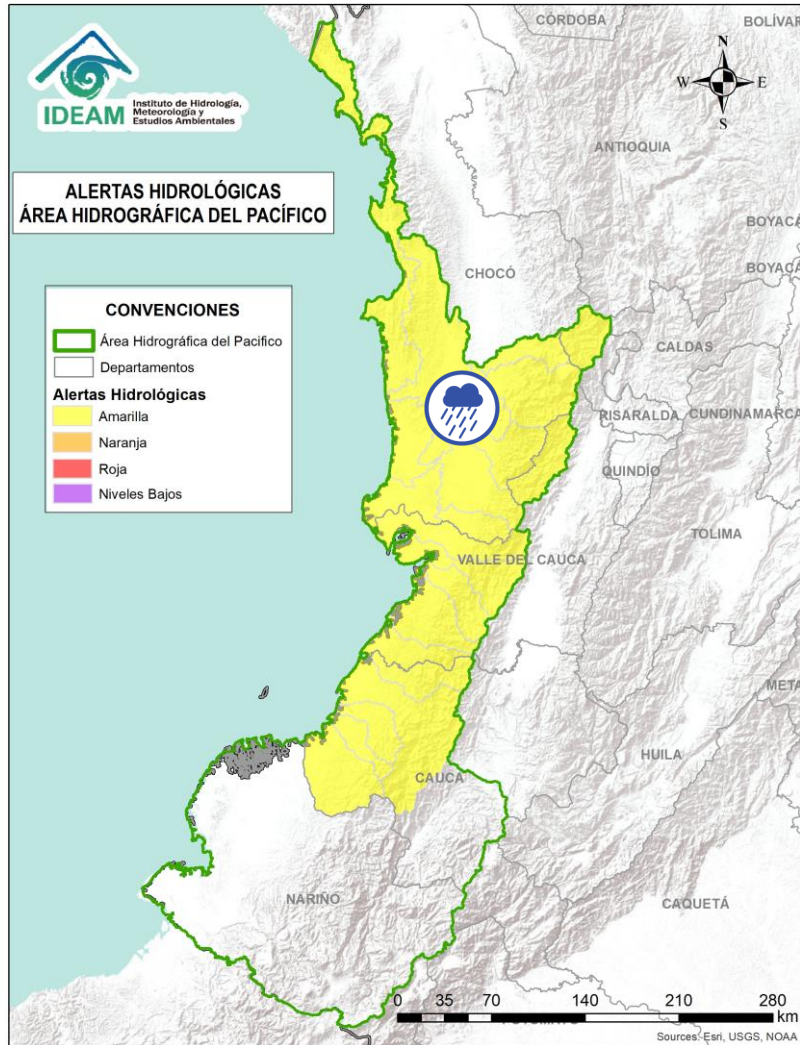 CÓRDOBA
BOLÍVAR
N
W E
S
IDEAM
Instituto de Hidrología,
Meteorología y
Estudios Ambientales
ANTIOQUIA
ALERTAS HIDROLÓGICAS
ÁREA HIDROGRÁFICA DEL PACÍFICO
BOYACÁ
BOYACÁ
CHOCÓ
CONVENCIONES
Área Hidrográfica del Pacifico
Departamentos
Alertas Hidrológicas
Amarilla
Naranja
Roja
Niveles Bajos
CALDAS
RISARALDA
CUNDINAMARCA
QUINDÍO
TOLIMA
VALLE DEL CAUCA
META
HUILA
CAUCA
NARIÑO
CAQUETÁ
0 35 70 140 210 280
km
Sources: Esri, USGS, NOAA